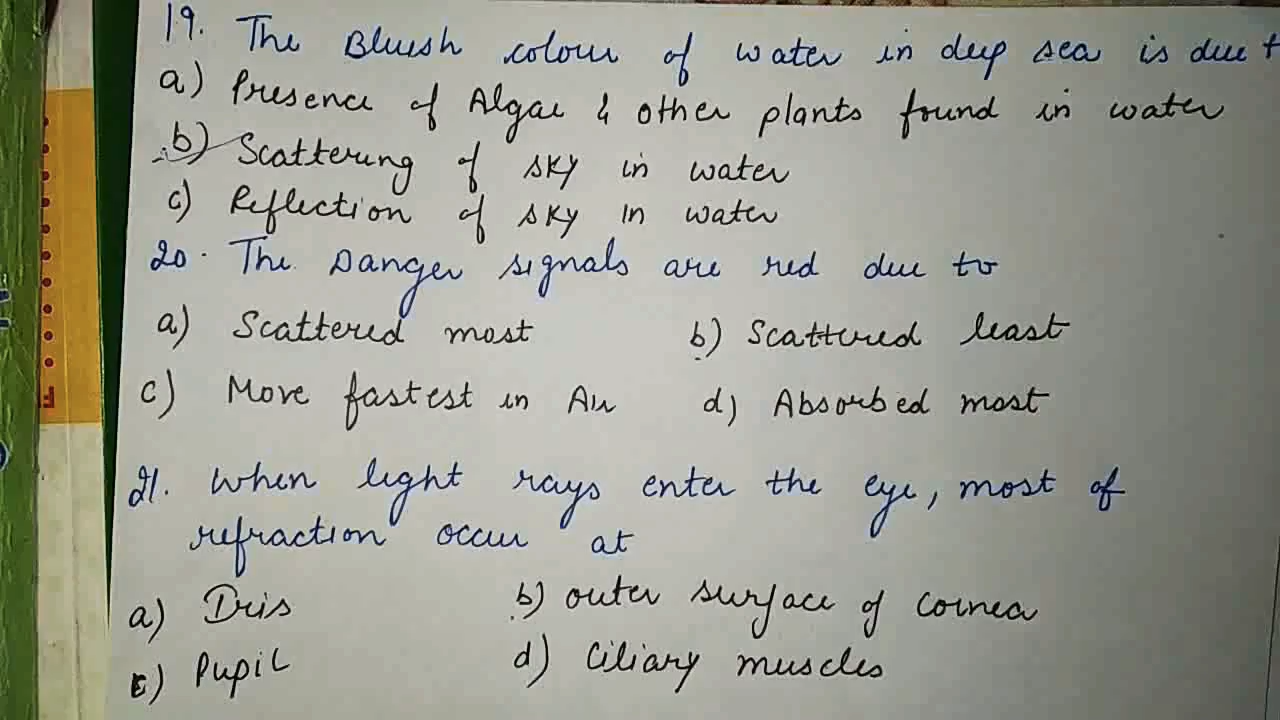 19. The Bluish colour of water in deep sea is due t
a) Presence of Algae & other plants found in water
b) Scattering of sky in water
c) Reflection of sky in water
20. The Danger signals are red due to
a) Scattered most b) Scattered least
c) Move fastest in Air d) Absorbed most
21. When light rays enter the eye, most of
refraction occur at
a) Iris b) outer surface of cornea
c) Pupil d) Ciliary muscles
F